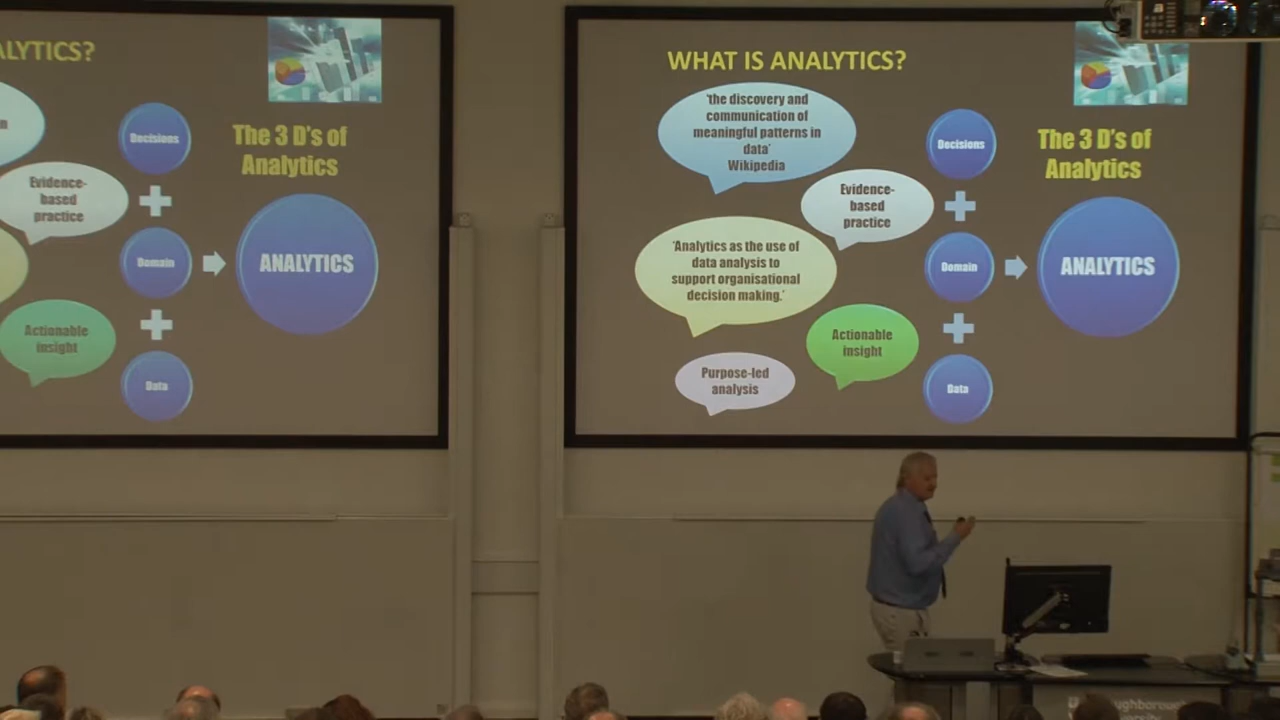 ALYTICS?
n
Evidence-
based
practice
Actionable
insight
Decisions
Domain
Data
The 3 D's of
Analytics
ANALYTICS
WHAT IS ANALYTICS?
'the discovery and
communication of
meaningful patterns in
data'
Wikipedia
Evidence-
based
practice
'Analytics as the use of
data analysis to
support organisational
decision making.'
Actionable
insight
Purpose-led
analysis
Decisions
Domain
Data
The 3 D's of
Analytics
ANALYTICS
ughborough